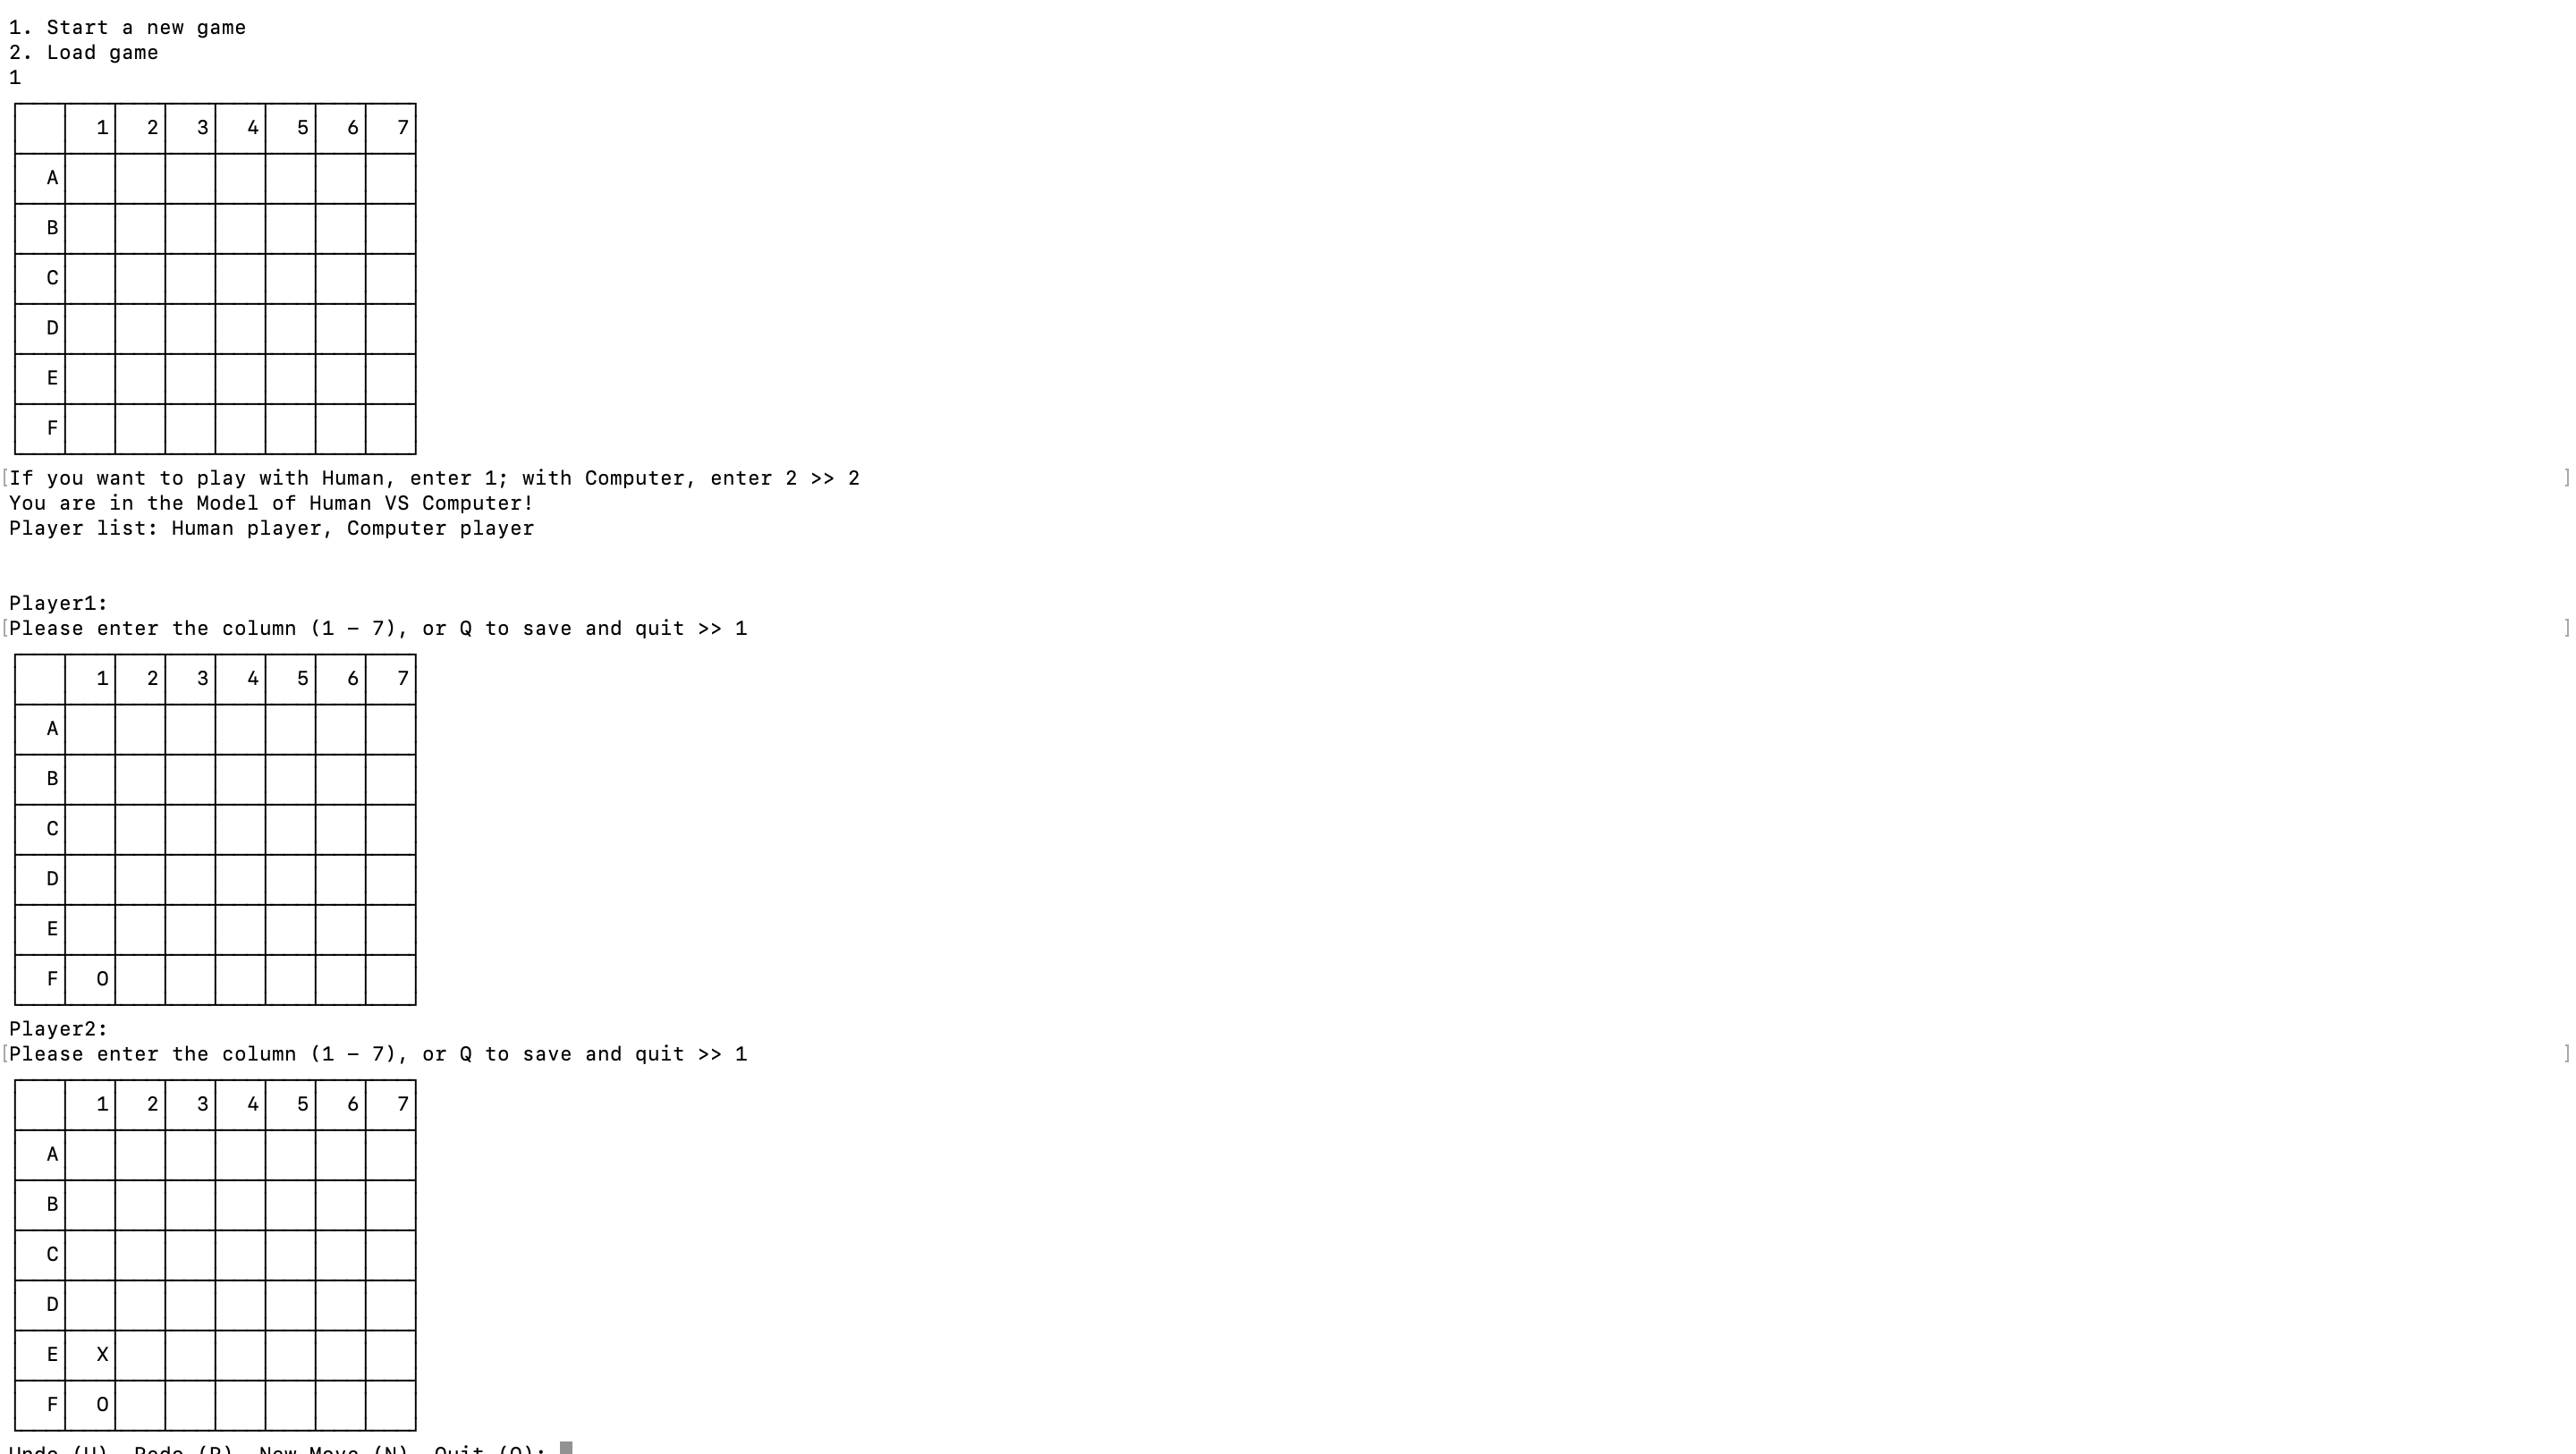 1. Start a new game
2. Load game
1
1 2 3 4 5 6 7
A
B
C
D
E
F
[If you want to play with Human, enter 1; with Computer, enter 2 >> 2 ]
You are in the Model of Human VS Computer!
Player list: Human player, Computer player
Player1:
[Please enter the column (1 – 7), or Q to save and quit >> 1 ]
1 2 3 4 5 6 7
A
B
C
D
E
F O
Player2:
[Please enter the column (1 – 7), or Q to save and quit >> 1 ]
1 2 3 4 5 6 7
A
B
C
D
E X
F O
Undo (U), Redo (R), New Move (N), Quit (Q):